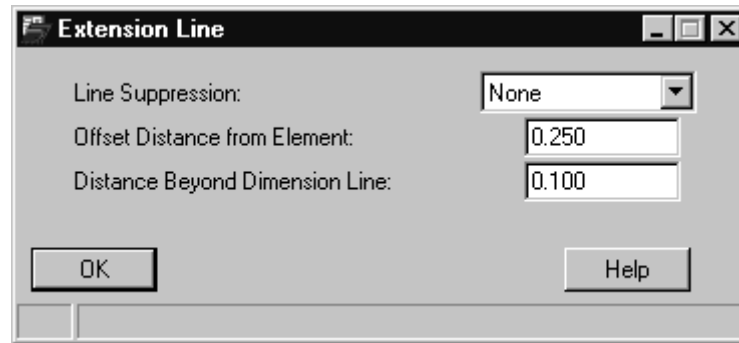 Extension Line
Line Suppression: None
Offset Distance from Element: 0.250
Distance Beyond Dimension Line: 0.100
OK Help